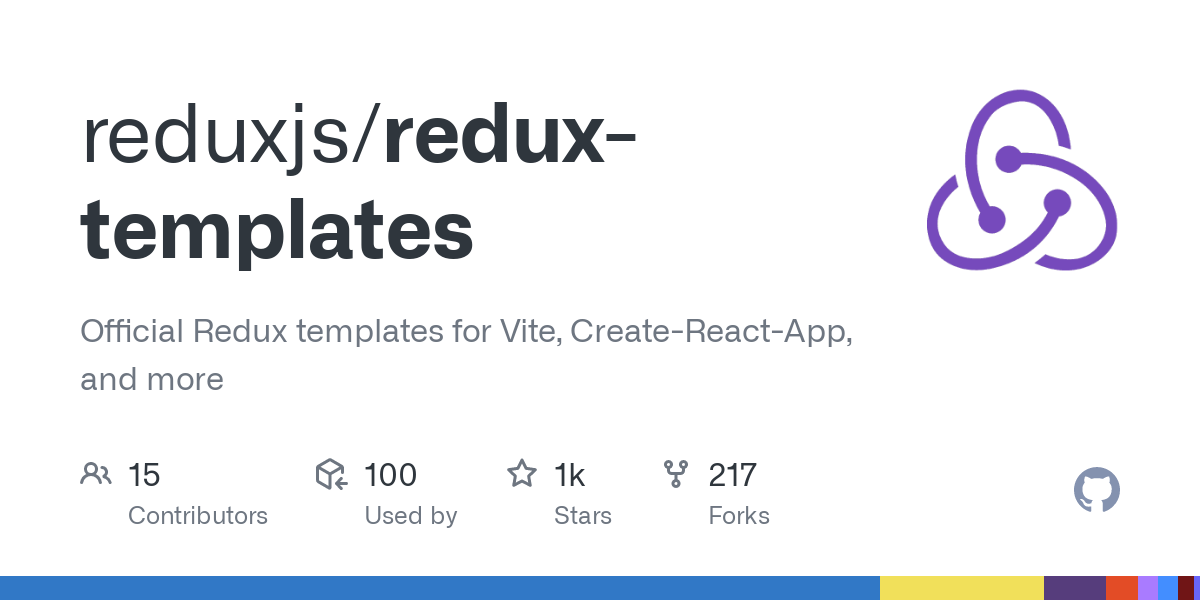 reduxjs/redux-
templates
Official Redux templates for Vite, Create-React-App,
and more
15 100 1k 217
Contributors Used by Stars Forks